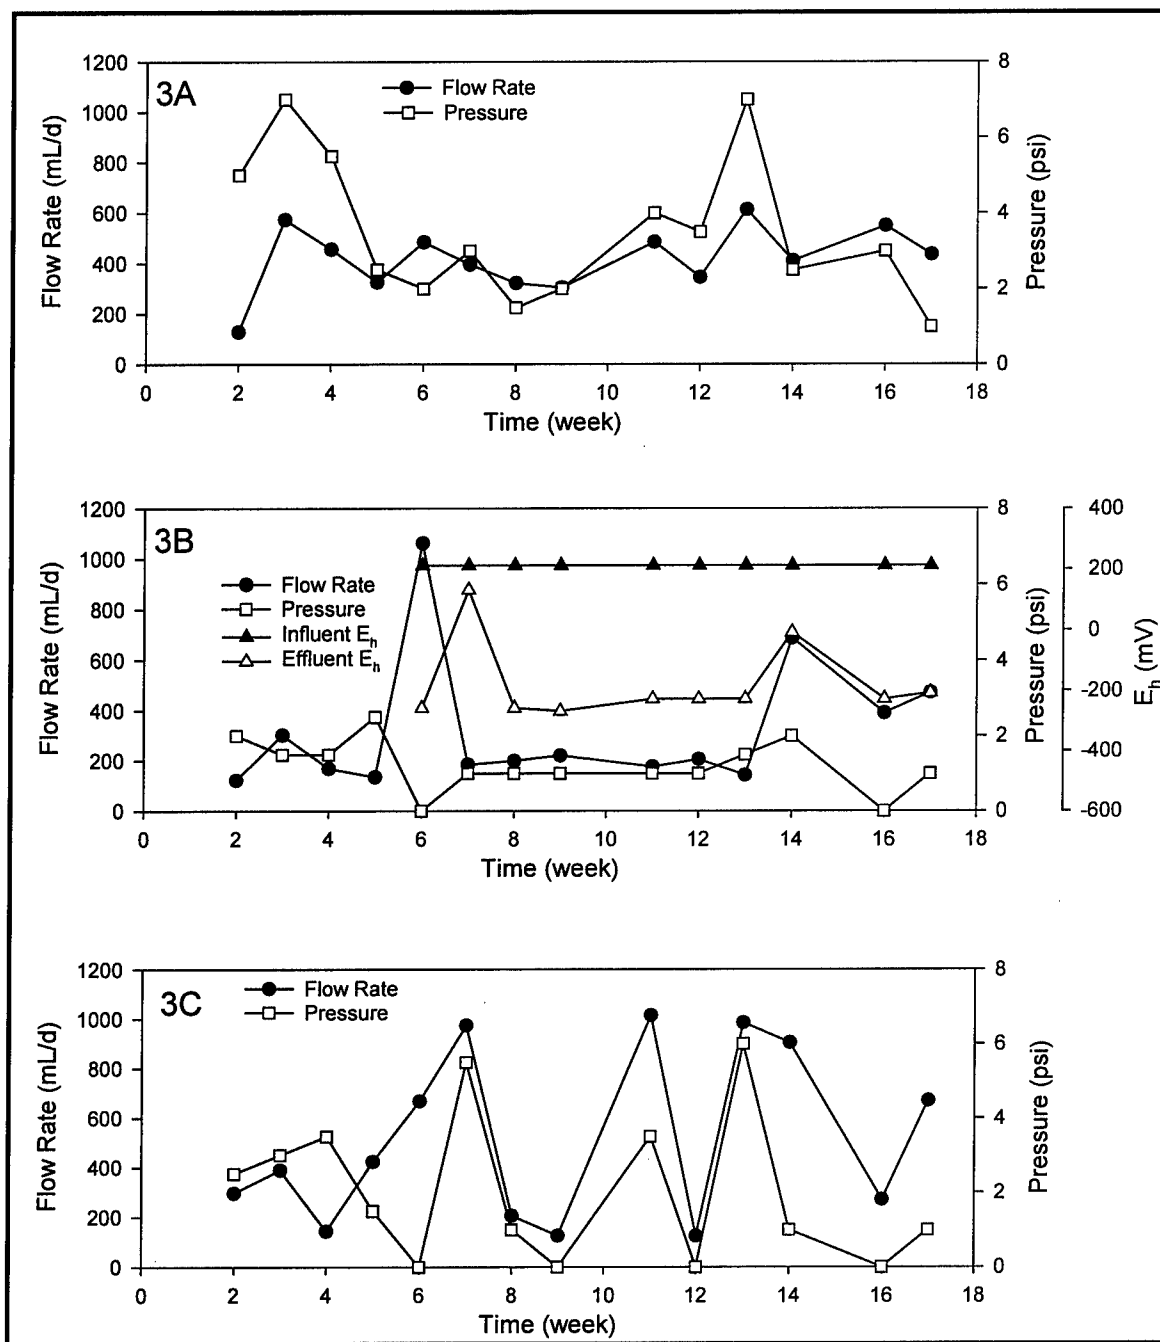 3A
Flow Rate
Pressure
1200
1000
800
600
400
200
0
Flow Rate (mL/d)
8
6
4
2
0
Pressure (psi)
0 2 4 6 8 10 12 14 16 18
Time (week)
3B
Flow Rate
Pressure
Influent Eh
Effluent Eh
1200
1000
800
600
400
200
0
Flow Rate (mL/d)
8
6
4
2
0
Pressure (psi)
400
200
0
-200
-400
-600
Eh (mV)
0 2 4 6 8 10 12 14 16 18
Time (week)
3C
Flow Rate
Pressure
1200
1000
800
600
400
200
0
Flow Rate (mL/d)
8
6
4
2
0
Pressure (psi)
0 2 4 6 8 10 12 14 16 18
Time (week)